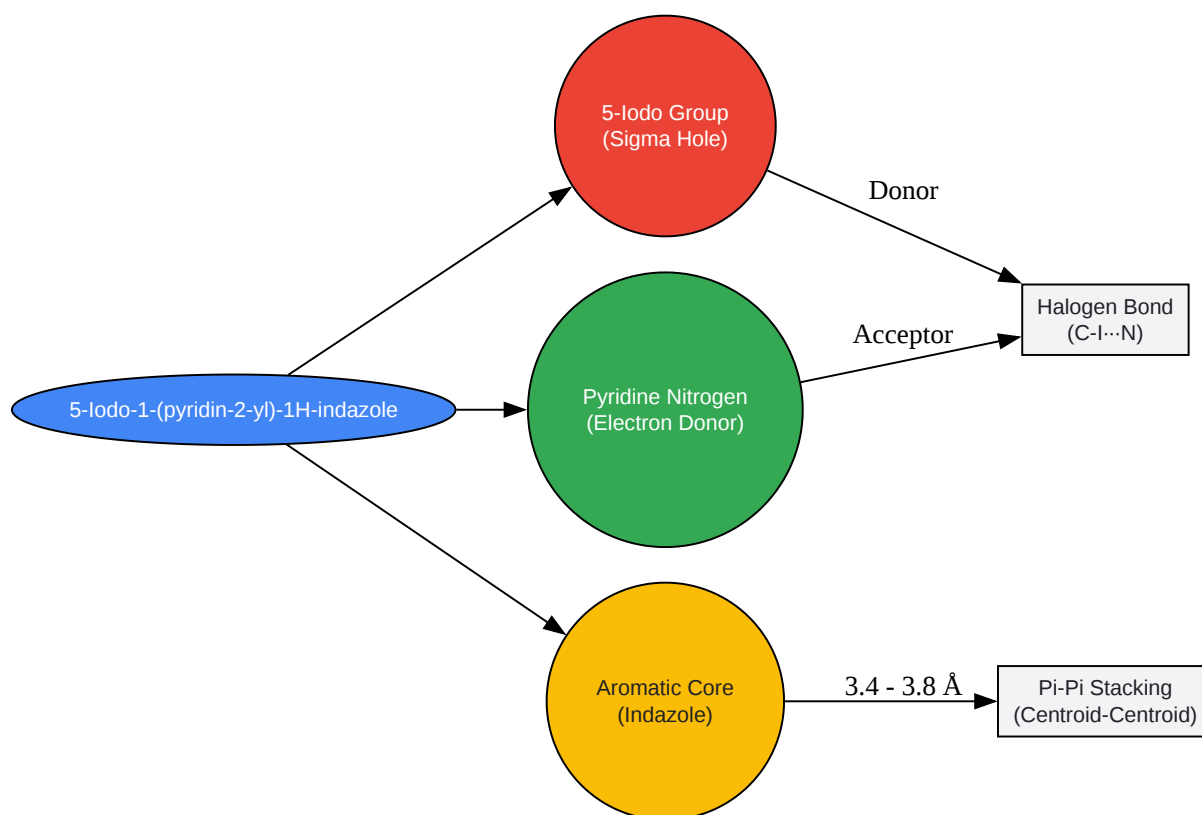 5-Iodo Group
(Sigma Hole)
Donor
Halogen Bond
(C-I···N)
Acceptor
Pyridine Nitrogen
(Electron Donor)
5-Iodo-1-(pyridin-2-yl)-1H-indazole
Aromatic Core
(Indazole)
3.4 - 3.8 Å
Pi-Pi Stacking
(Centroid-Centroid)